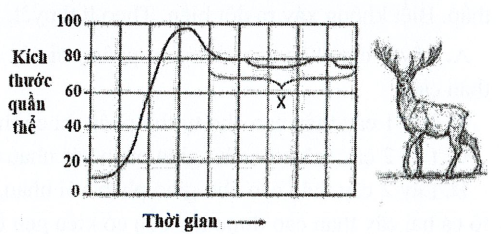 100
80
60
40
20
0
Kích
thước
quần
thể
X
Thời gian